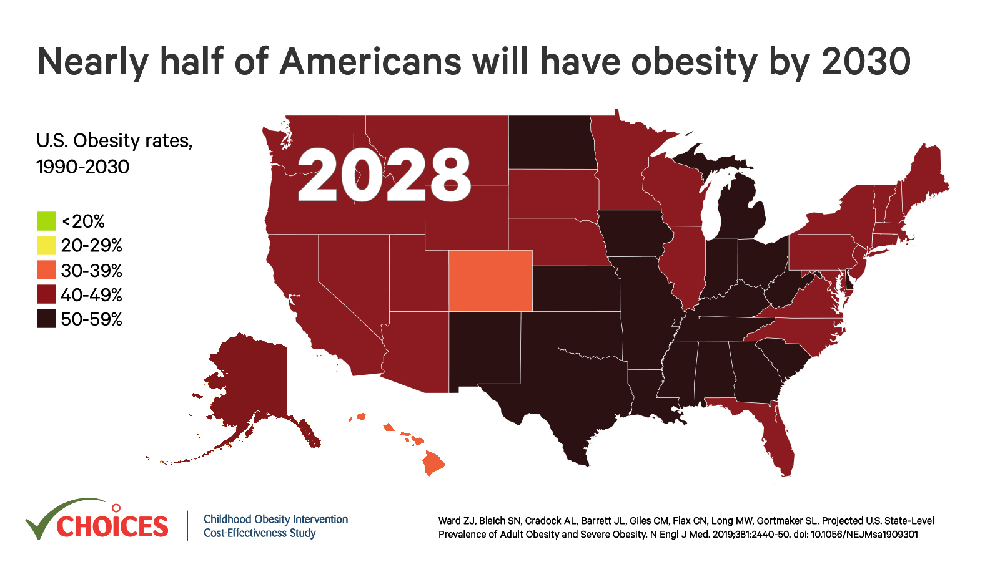 Nearly half of Americans will have obesity by 2030
U.S. Obesity rates,
1990-2030
2028
<20%
20-29%
30-39%
40-49%
50-59%
CHOICES
Childhood Obesity Intervention
Cost-Effectiveness Study
Ward ZJ, Bleich SN, Cradock AL, Barrett JL, Giles CM, Flax CN, Long MW, Gortmaker SL. Projected U.S. State-Level
Prevalence of Adult Obesity and Severe Obesity. N Engl J Med. 2019;381:2440-50. doi: 10.1056/NEJMsa1909301